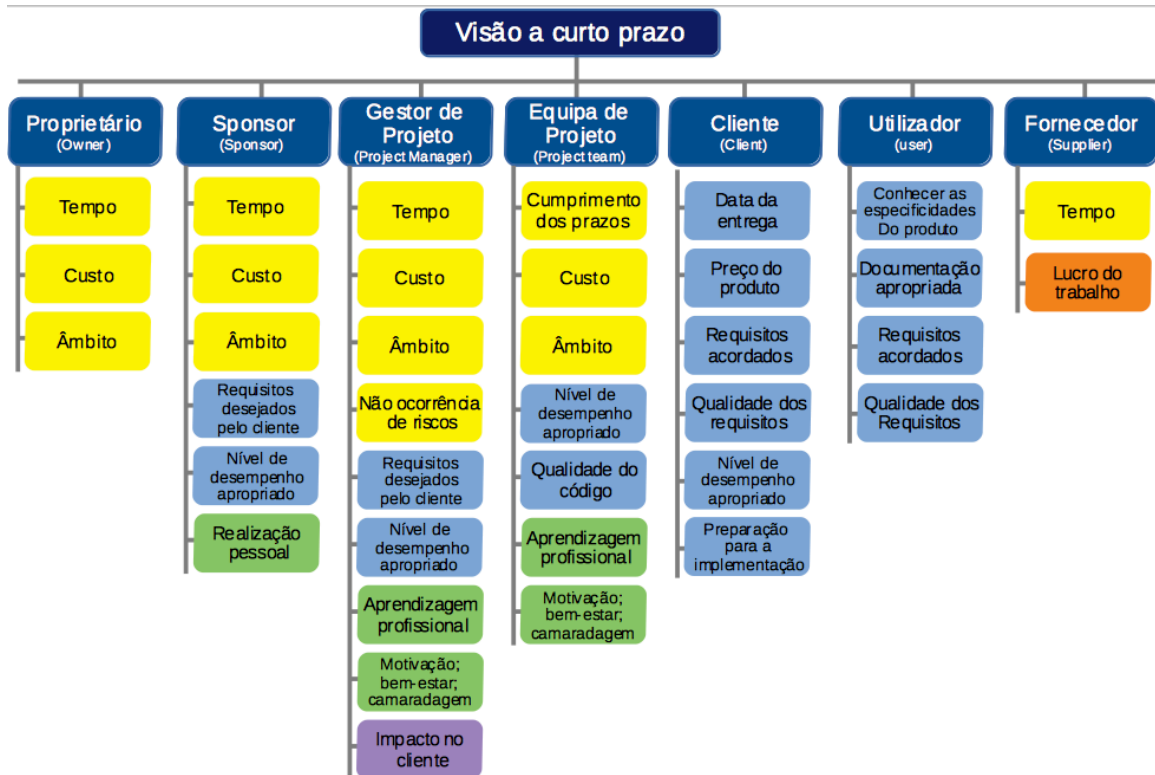 Visão a curto prazo
Proprietário
(Owner)
Tempo
Custo
Âmbito
Sponsor
(Sponsor)
Tempo
Custo
Âmbito
Requisitos
desejados
pelo cliente
Nível de
desempenho
apropriado
Realização
pessoal
Gestor de
Projeto
(Project Manager)
Tempo
Custo
Âmbito
Não ocorrência
de riscos
Requisitos
desejados
pelo cliente
Nível de
desempenho
apropriado
Aprendizagem
profissional
Motivação;
bem-estar;
camaradagem
Impacto no
cliente
Equipa de
Projeto
(Project team)
Cumprimento
dos prazos
Custo
Âmbito
Nível de
desempenho
apropriado
Qualidade do
código
Aprendizagem
profissional
Motivação;
bem-estar;
camaradagem
Cliente
(Client)
Data da
entrega
Preço do
produto
Requisitos
acordados
Qualidade dos
requisitos
Nível de
desempenho
apropriado
Preparação
para a
implementação
Utilizador
(user)
Conhecer as
especificidades
Do produto
Documentação
apropriada
Requisitos
acordados
Qualidade dos
Requisitos
Fornecedor
(Supplier)
Tempo
Lucro do
trabalho